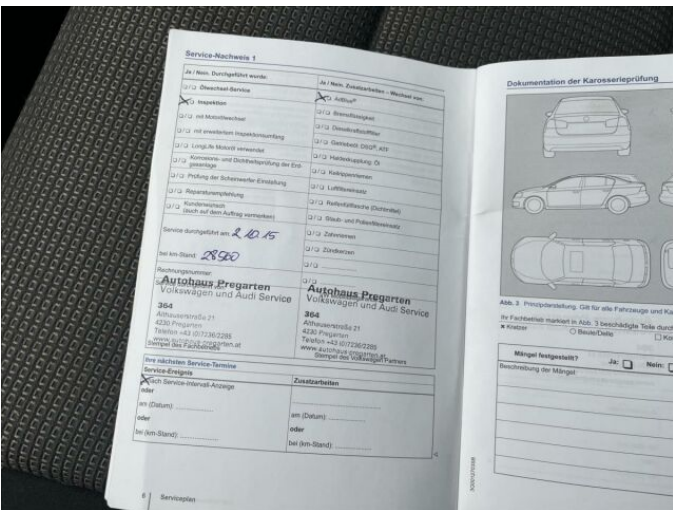 Service-Nachweis 1
Ja / Nein. Durchgeführt wurde:
Ölwechsel-Service
Inspektion
mit Motorölwechsel
mit erweitertem Inspektionsumfang
LongLife Motoröl verwendet
Korrosions- und Dichtheitsprüfung der Erd-
gasanlage
Prüfung der Scheinwerfer-Einstellung
Reparaturempfehlung
Kundenwunsch
(auch auf dem Auftrag vermerken)
Service durchgeführt am: 2.10.15
bei km-Stand: 28500
Rechnungsnummer:
Autohaus Pregarten
Volkswagen und Audi Service
364
Althauserstraße 21
4230 Pregarten
Telefon +43 (0)7236/2285
www.autohaus-pregarten.at
Stempel des Fachbetriebs
Ja / Nein. Zusatzarbeiten – Wechsel von:
AdBlue®
Bremsflüssigkeit
Dieselkraftstofffilter
Getriebeöl: DSG®, ATF
Haldexkupplung: Öl
Keilrippenriemen
Luftfiltereinsatz
Reifenfüllflasche (Dichtmittel)
Staub- und Pollenfiltereinsatz
Zahnriemen
Zündkerzen
Autohaus Pregarten
Volkswagen und Audi Service
364
Althauserstraße 21
4230 Pregarten
Telefon +43 (0)7236/2285
www.autohaus-pregarten.at
Stempel des Volkswagen Partners
Ihre nächsten Service-Termine
Service-Ereignis
Nach Service-Intervall-Anzeige
oder
am (Datum):
oder
bei (km-Stand):
Zusatzarbeiten
am (Datum):
oder
bei (km-Stand):
6 Serviceplan
Dokumentation der Karosserieprüfung
Abb. 3 Prinzipdarstellung. Gilt für alle Fahrzeuge und
Ihr Fachbetrieb markiert in Abb. 3 beschädigte Teile durch
x Kratzer
Beule/Delle
Mängel festgestellt? Ja: Nein:
Beschreibung der Mängel: